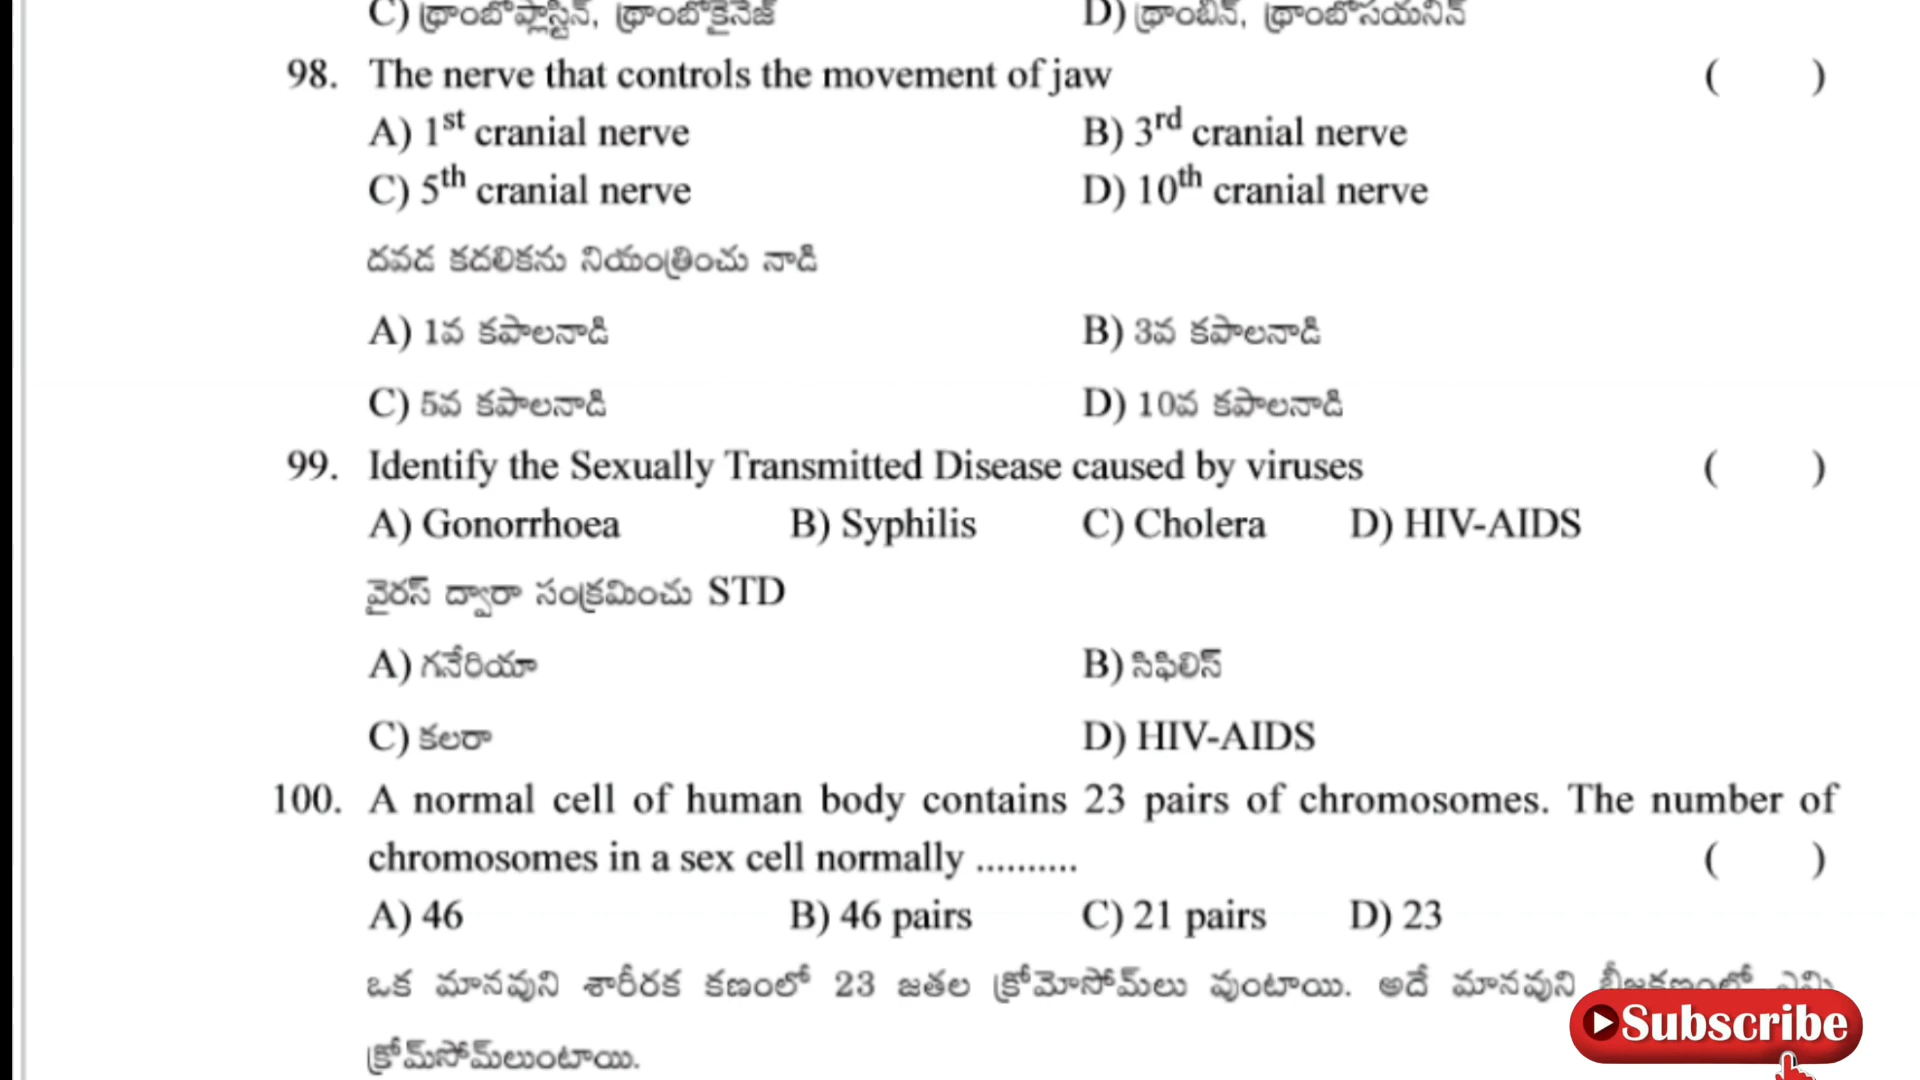 C) థ్రాంబోప్లాస్టిన్, థ్రాంబోకైనేజ్ D) థ్రాంబిన్, థ్రాంబోసయనిన్
98. The nerve that controls the movement of jaw ( )
A) 1st cranial nerve B) 3rd cranial nerve
C) 5th cranial nerve D) 10th cranial nerve
దవడ కదలికను నియంత్రించు నాడి
A) 1వ కపాలనాడి B) 3వ కపాలనాడి
C) 5వ కపాలనాడి D) 10వ కపాలనాడి
99. Identify the Sexually Transmitted Disease caused by viruses ( )
A) Gonorrhoea B) Syphilis C) Cholera D) HIV-AIDS
వైరస్ ద్వారా సంక్రమించు STD
A) గనేరియా B) సిఫిలిస్
C) కలరా D) HIV-AIDS
100. A normal cell of human body contains 23 pairs of chromosomes. The number of
chromosomes in a sex cell normally .......... ( )
A) 46 B) 46 pairs C) 21 pairs D) 23
ఒక మానవుని శారీరక కణంలో 23 జతల క్రోమోసోమ్‌లు వుంటాయి. అదే మానవుని బీజకణంలో ఎన్ని
క్రోమ్‌సోమ్‌లుంటాయి.
Subscribe